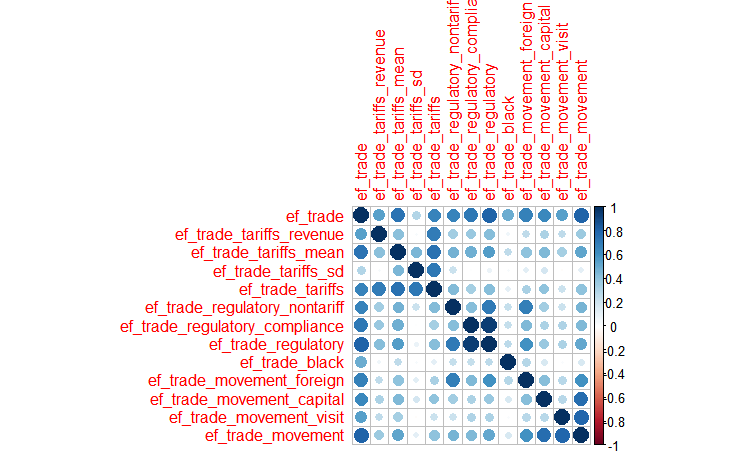 ef_trade
ef_trade_tariffs_revenue
ef_trade_tariffs_mean
ef_trade_tariffs_sd
ef_trade_tariffs
ef_trade_regulatory_nontarif
ef_trade_regulatory_complia
ef_trade_regulatory
ef_trade_black
ef_trade_movement_foreign
ef_trade_movement_capital
ef_trade_movement_visit
ef_trade_movement
ef_trade
ef_trade_tariffs_revenue
ef_trade_tariffs_mean
ef_trade_tariffs_sd
ef_trade_tariffs
ef_trade_regulatory_nontariff
ef_trade_regulatory_compliance
ef_trade_regulatory
ef_trade_black
ef_trade_movement_foreign
ef_trade_movement_capital
ef_trade_movement_visit
ef_trade_movement
1
0.8
0.6
0.4
0.2
0
-0.2
-0.4
-0.6
-0.8
-1